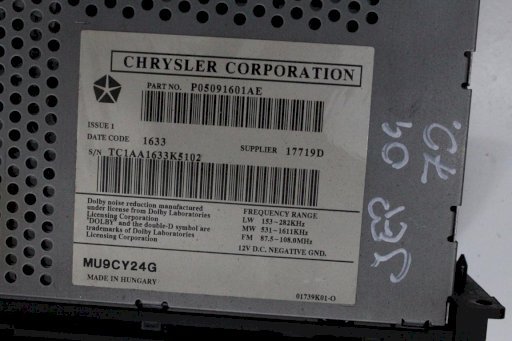 CHRYSLER CORPORATION
PART NO. P05091601AE
ISSUE 1
DATE CODE 1633 SUPPLIER 17719D
S/N TC1AA1633K5102
Dolby noise reduction manufactured
under license from Dolby Laboratories
Licensing Corporation
"DOLBY" and the double-D symbol are
trademarks of Dolby Laboratories
Licensing Corporation
FREQUENCY RANGE
LW 153-282KHz
MW 531-1611KHz
FM 87.5-108.0MHz
12V D.C. NEGATIVE GND.
MU9CY24G
MADE IN HUNGARY
01739K01-O